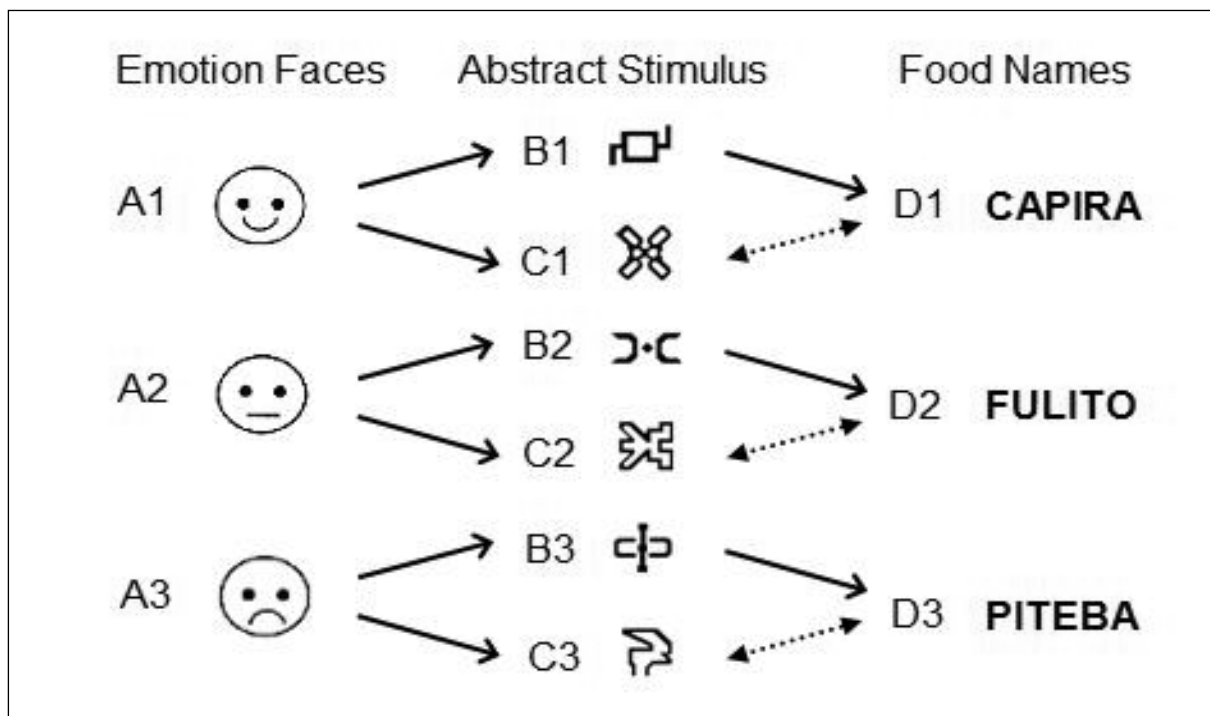 Emotion Faces Abstract Stimulus Food Names
B1
A1 D1 CAPIRA
C1
B2
A2 D2 FULITO
C2
B3
A3 D3 PITEBA
C3